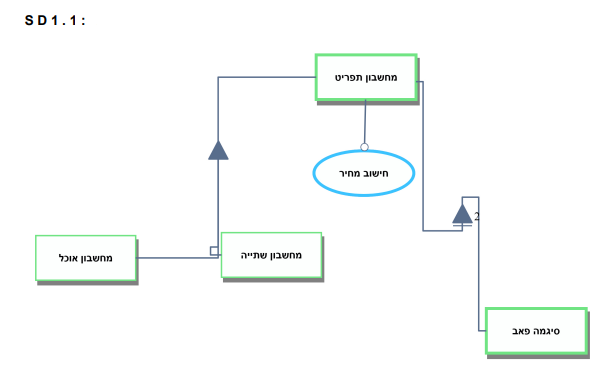 SD1.1:
מחשבון תפריט
חישוב מחיר
2
מחשבון אוכל
מחשבון שתייה
סיגמה פאב